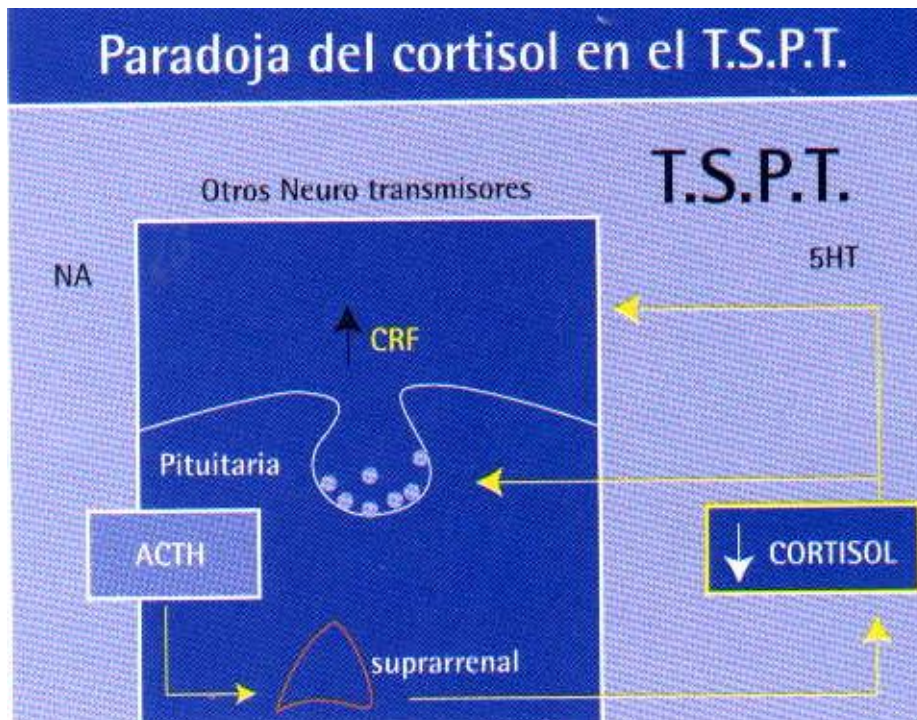 Paradoja del cortisol en el T.S.P.T.
T.S.P.T.
Otros Neuro transmisores
NA
5HT
CRF
Pituitaria
ACTH
CORTISOL
suprarrenal